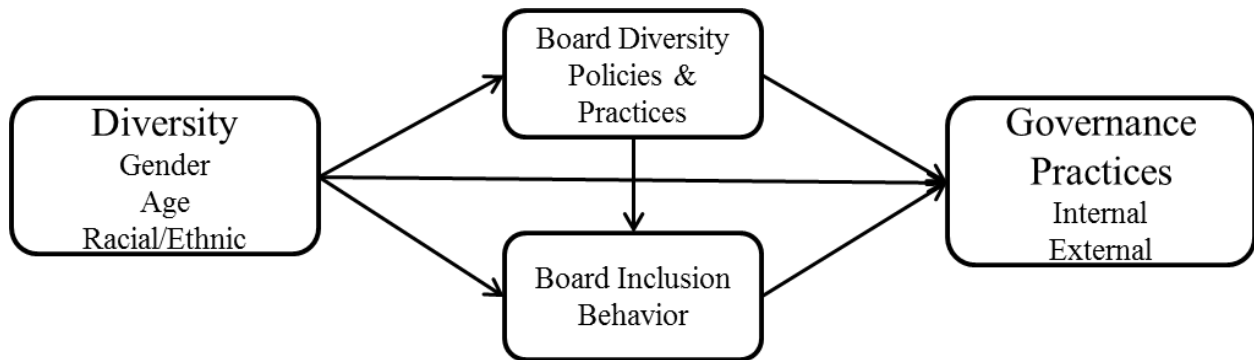 Diversity
Gender
Age
Racial/Ethnic
Board Diversity
Policies &
Practices
Board Inclusion
Behavior
Governance
Practices
Internal
External